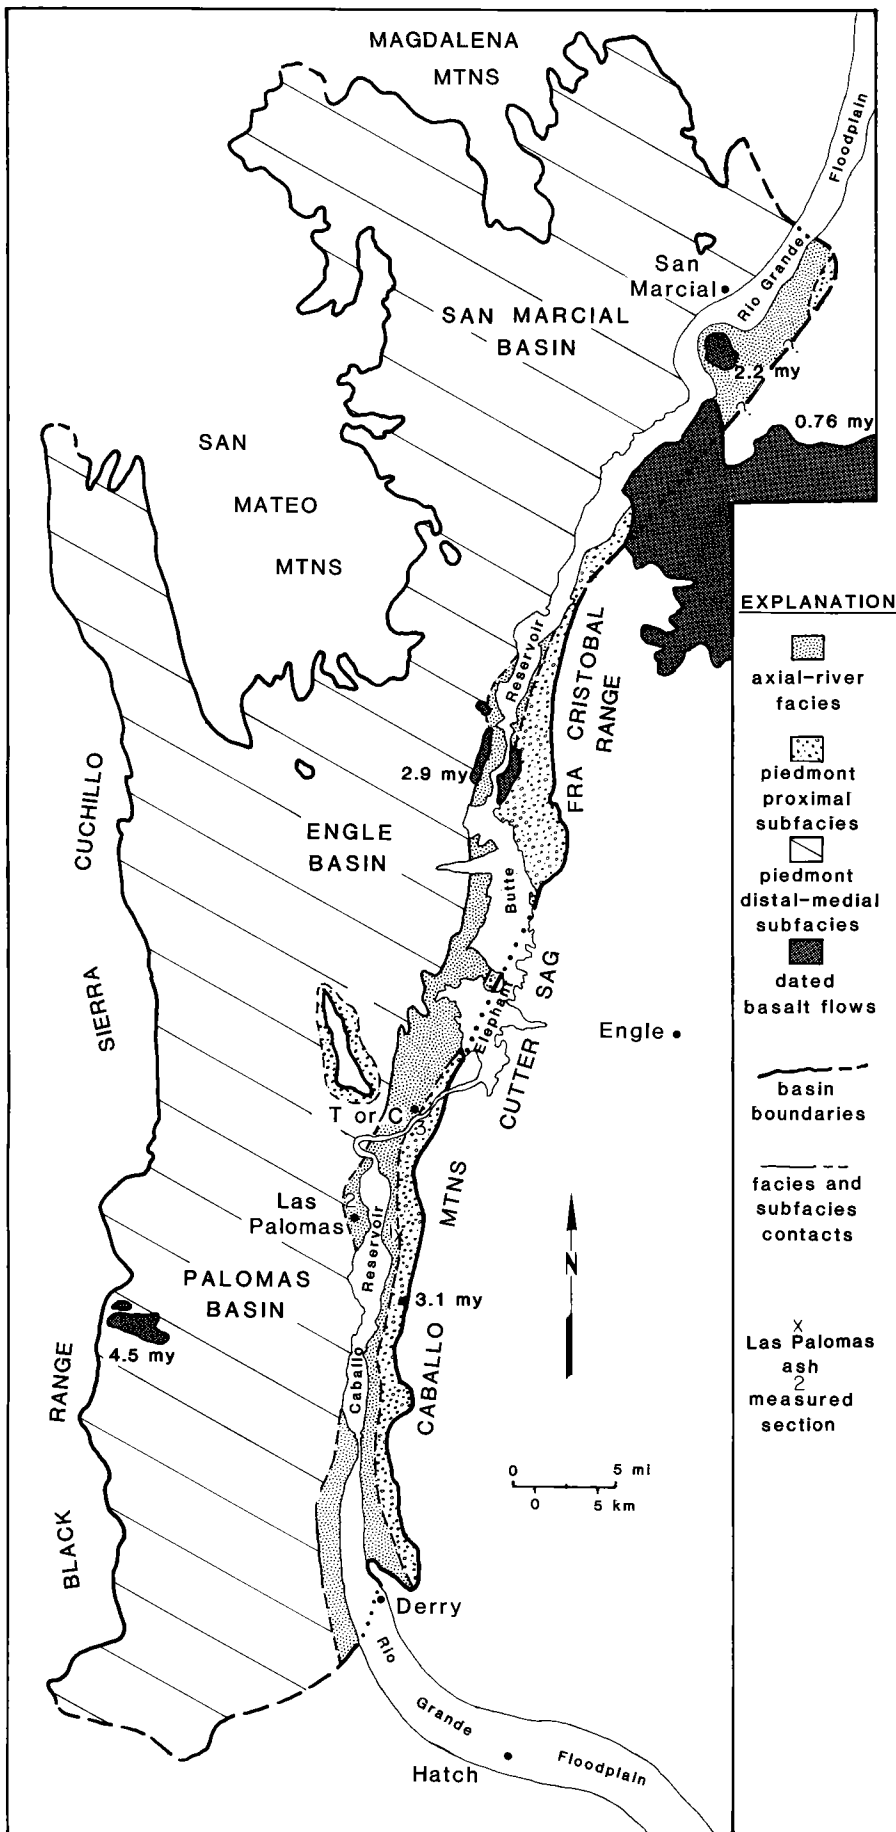 MAGDALENA
MTNS
Floodplain
San
Marcial
Rio Grande
SAN MARCIAL
BASIN
2.2 my
?
?
0.76 my
SAN
MATEO
MTNS
EXPLANATION
axial-river
facies
piedmont
proximal
subfacies
piedmont
distal-medial
subfacies
dated
basalt flows
basin
boundaries
facies and
subfacies
contacts
X
Las Palomas
ash
2
measured
section
Reservoir
FRA CRISTOBAL
RANGE
2.9 my
CUCHILLO
SIERRA
ENGLE
BASIN
Butte
Elephant
CUTTER SAG
Engle
T or C
3
MTNS
CABALLO
2
Las
Palomas
X
Reservoir
Caballo
N
PALOMAS
BASIN
3.1 my
4.5 my
RANGE
BLACK
0 5 mi
0 5 km
Derry
Rio
Grande
Floodplain
Hatch